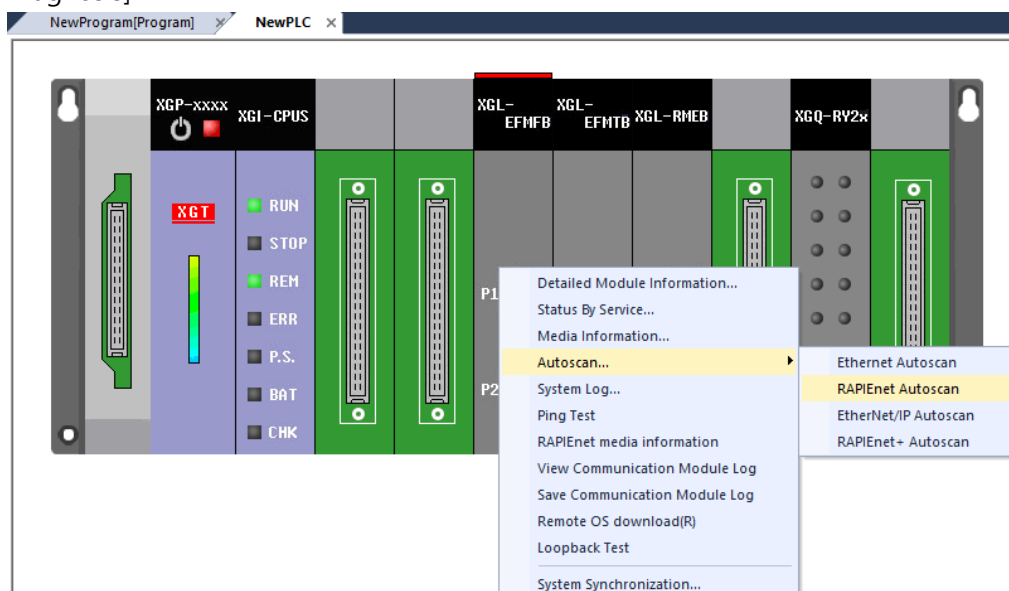 NewProgram[Program]
NewPLC
XGP-xxxx
XGI-CPUS
XGL-
EFMFB
XGL-
EFMTB
XGL-RMEB
XGQ-RY2x
XGT
RUN
STOP
REM
ERR
P.S.
BAT
CHK
P1
P2
Detailed Module Information...
Status By Service...
Media Information...
Autoscan...
System Log...
Ping Test
RAPIEnet media information
View Communication Module Log
Save Communication Module Log
Remote OS download(R)
Loopback Test
System Synchronization...
Ethernet Autoscan
RAPIEnet Autoscan
EtherNet/IP Autoscan
RAPIEnet+ Autoscan